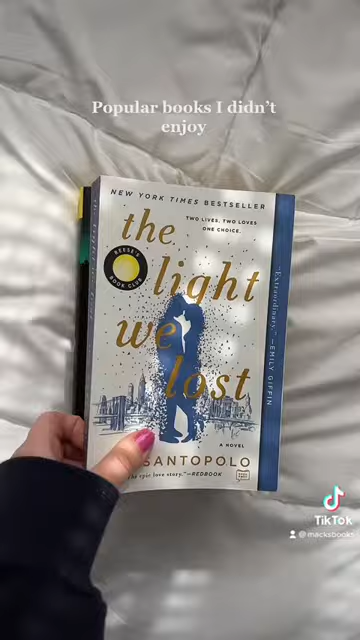 Popular books I didn't
enjoy
NEW YORK TIMES BESTSELLER
TWO LIVES. TWO LOVES.
ONE CHOICE.
the
REESE'S
BOOK CLUB
light
we
lost
"Extraordinary." —EMILY GIFFIN
A NOVEL
SANTOPOLO
"The epic love story."—REDBOOK
TikTok
@macksbooks